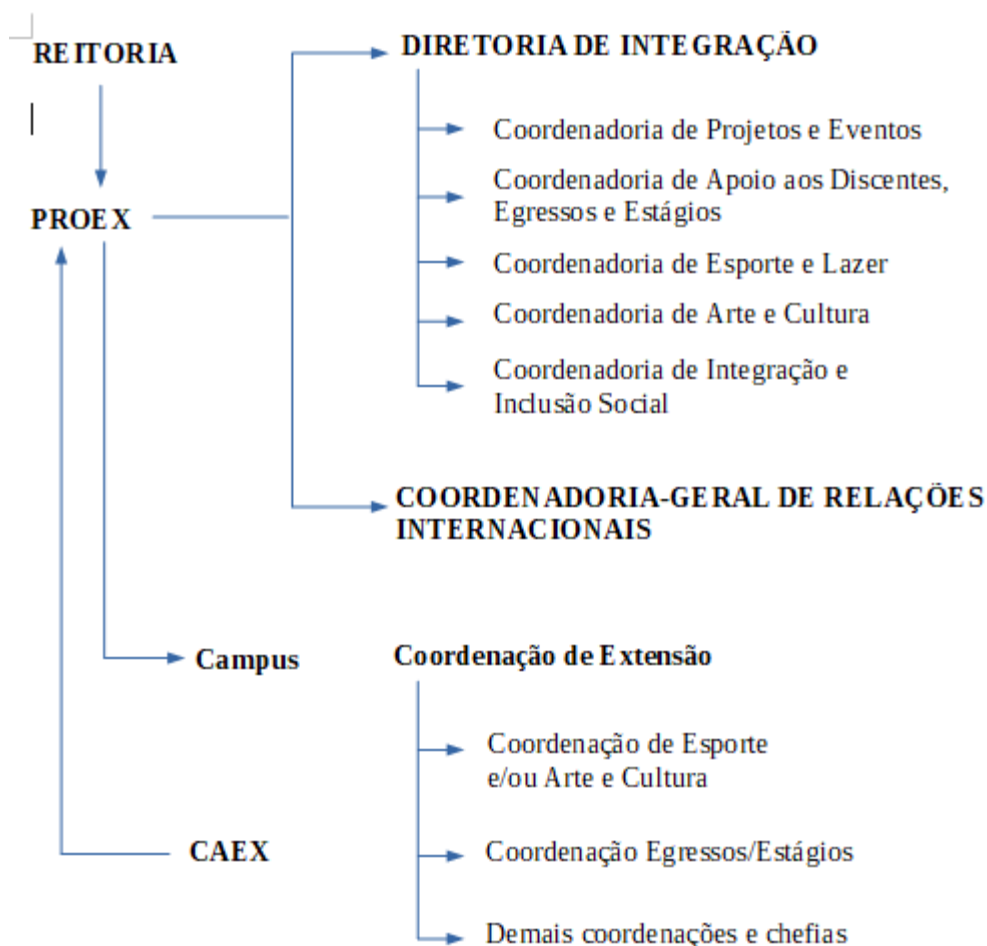 REITORIA
DIRETORIA DE INTEGRAÇÃO
Coordenadoria de Projetos e Eventos
Coordenadoria de Apoio aos Discentes,
Egressos e Estágios
PROEX
Coordenadoria de Esporte e Lazer
Coordenadoria de Arte e Cultura
Coordenadoria de Integração e
Inclusão Social
COORDENADORIA-GERAL DE RELAÇÕES
INTERNACIONAIS
Campus
Coordenação de Extensão
Coordenação de Esporte
e/ou Arte e Cultura
CAEX
Coordenação Egressos/Estágios
Demais coordenações e chefias